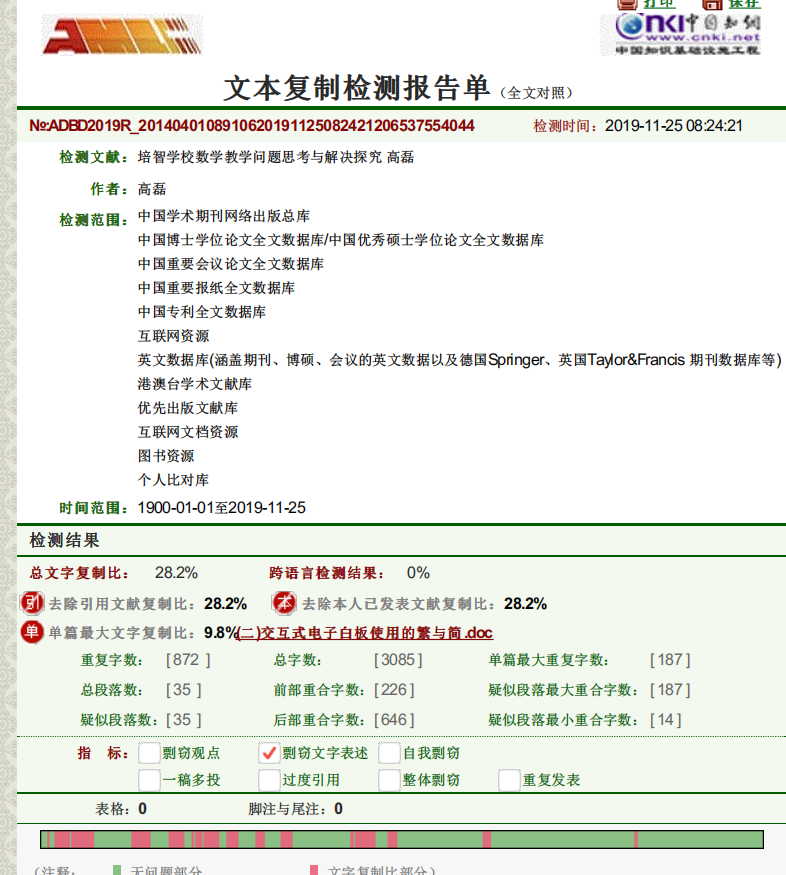 打印 保存
AMLC
Cnki中国知网
www.cnki.net
中国知识基础设施工程
文本复制检测报告单（全文对照）
№:ADBD2019R_20140401089106201911250824212065375540​44 检测时间：2019-11-25 08:24:21
检测文献：培智学校数学教学问题思考与解决探究 高磊
作者：高磊
检测范围：中国学术期刊网络出版总库
中国博士学位论文全文数据库/中国优秀硕士学位论文全文数据库
中国重要会议论文全文数据库
中国重要报纸全文数据库
中国专利全文数据库
互联网资源
英文数据库(涵盖期刊、博硕、会议的英文数据以及德国Springer、英国Taylor&Francis 期刊数据库等)
港澳台学术文献库
优先出版文献库
互联网文档资源
图书资源
个人比对库
时间范围：1900-01-01至2019-11-25
检测结果
总文字复制比： 28.2% 跨语言检测结果： 0%
引 去除引用文献复制比：28.2% 本 去除本人已发表文献复制比：28.2%
单 单篇最大文字复制比：9.8%(二)交互式电子白板使用的繁与简.doc
重复字数： [872 ] 总字数： [3085] 单篇最大重复字数： [187]
总段落数： [35 ] 前部重合字数：[226] 疑似段落最大重合字数：[187]
疑似段落数：[35 ] 后部重合字数：[646] 疑似段落最小重合字数：[14]
指 标： 剽窃观点 剽窃文字表述 自我剽窃
一稿多投 过度引用 整体剽窃 重复发表
表格：0 脚注与尾注：0
（注释： 无问题部分 文字复制比部分）